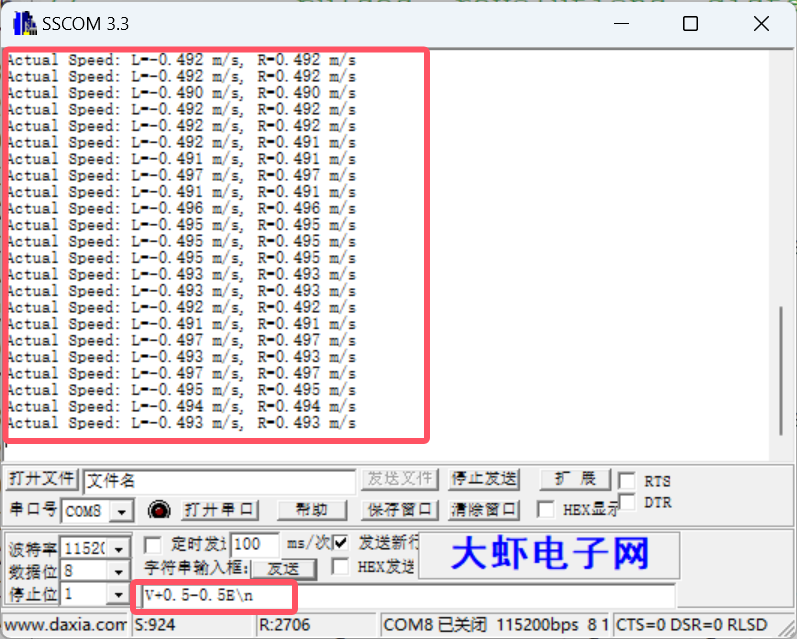 SSCOM 3.3
Actual Speed: L=-0.492 m/s, R=0.492 m/s
Actual Speed: L=-0.492 m/s, R=0.492 m/s
Actual Speed: L=-0.490 m/s, R=0.490 m/s
Actual Speed: L=-0.492 m/s, R=0.492 m/s
Actual Speed: L=-0.492 m/s, R=0.492 m/s
Actual Speed: L=-0.492 m/s, R=0.491 m/s
Actual Speed: L=-0.491 m/s, R=0.491 m/s
Actual Speed: L=-0.497 m/s, R=0.497 m/s
Actual Speed: L=-0.491 m/s, R=0.491 m/s
Actual Speed: L=-0.496 m/s, R=0.496 m/s
Actual Speed: L=-0.495 m/s, R=0.495 m/s
Actual Speed: L=-0.495 m/s, R=0.495 m/s
Actual Speed: L=-0.495 m/s, R=0.495 m/s
Actual Speed: L=-0.493 m/s, R=0.493 m/s
Actual Speed: L=-0.493 m/s, R=0.493 m/s
Actual Speed: L=-0.492 m/s, R=0.492 m/s
Actual Speed: L=-0.491 m/s, R=0.491 m/s
Actual Speed: L=-0.497 m/s, R=0.497 m/s
Actual Speed: L=-0.493 m/s, R=0.493 m/s
Actual Speed: L=-0.497 m/s, R=0.497 m/s
Actual Speed: L=-0.495 m/s, R=0.495 m/s
Actual Speed: L=-0.494 m/s, R=0.494 m/s
Actual Speed: L=-0.493 m/s, R=0.493 m/s
打开文件 文件名 发送文件 停止发送 扩 展 RTS
串口号 COM8 打开串口 帮助 保存窗口 清除窗口 HEX显示 DTR
波特率 11520 定时发送 100 ms/次 发送新行 大虾电子网
数据位 8 字符串输入框: 发送 HEX发送
停止位 1 V+0.5-0.5E\n
www.daxia.com S:924 R:2706 COM8 已关闭 115200bps 8 1 CTS=0 DSR=0 RLSD